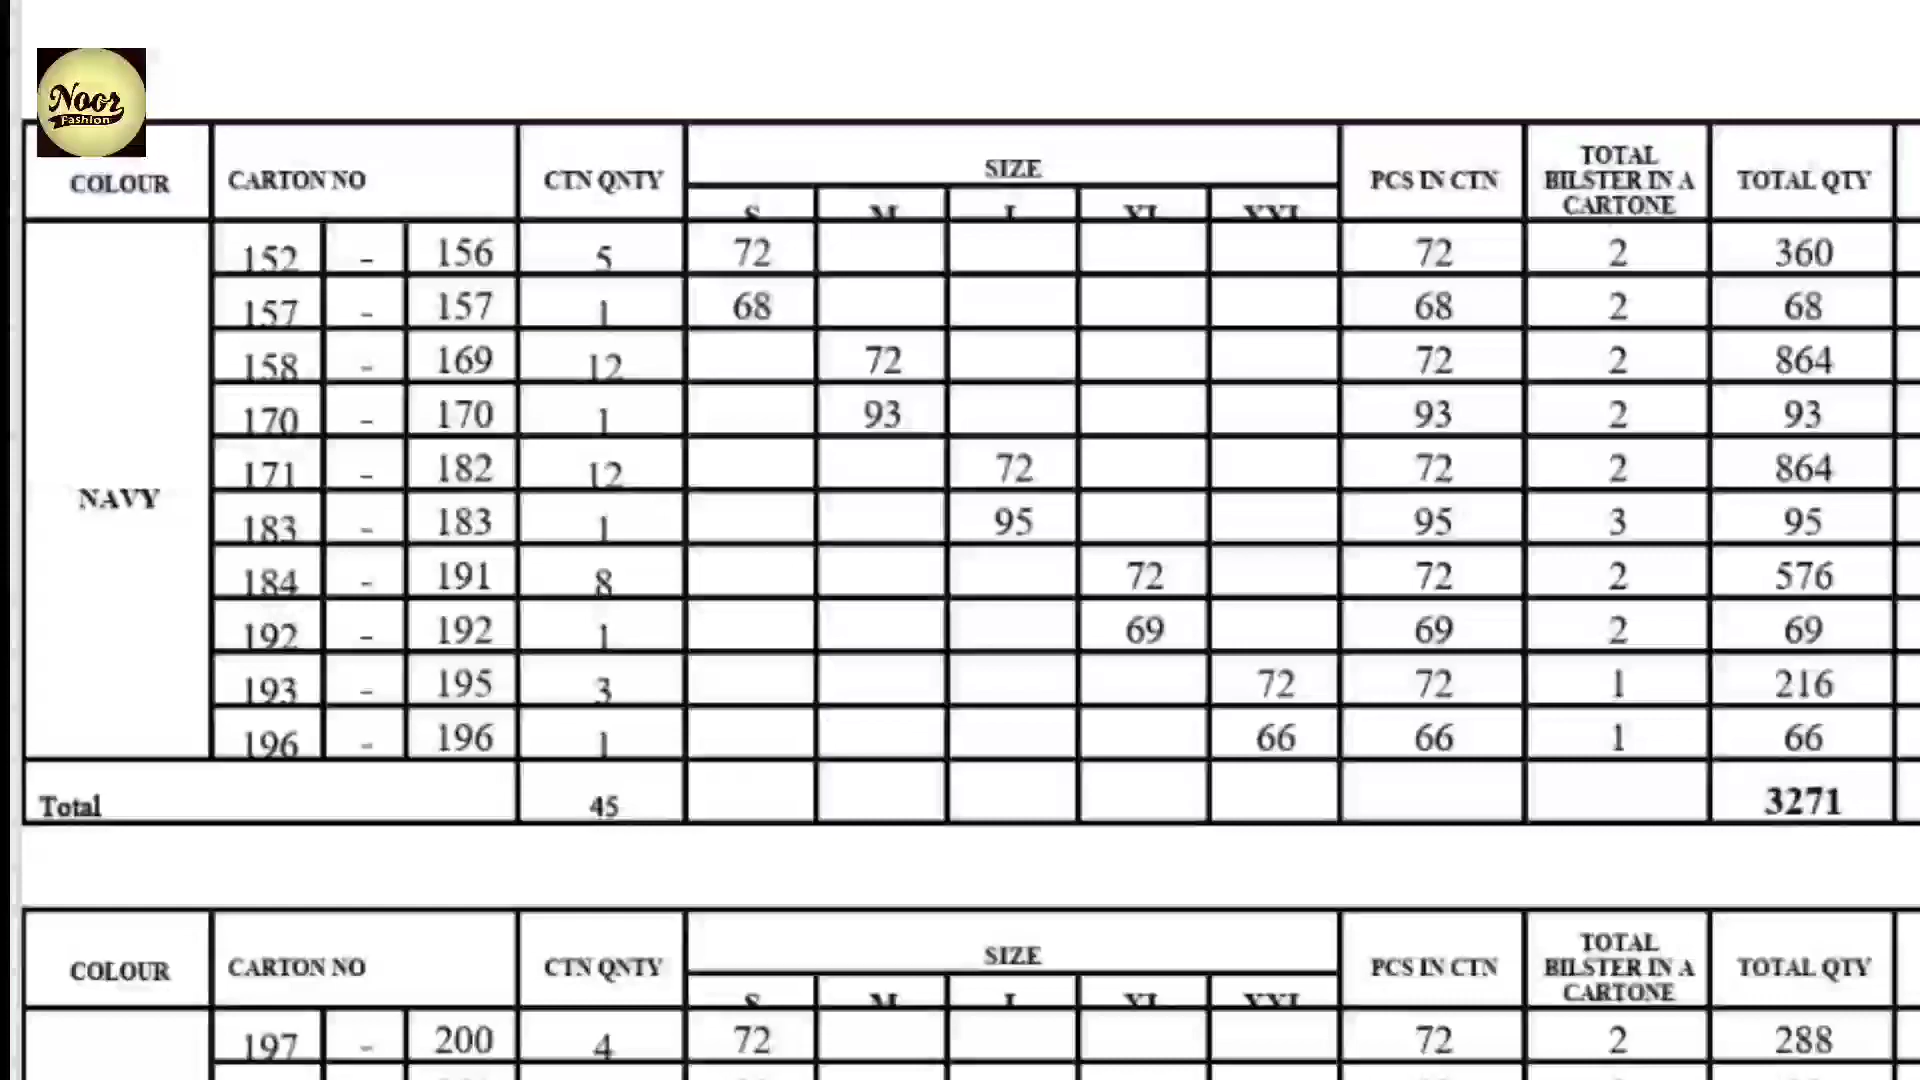 Noor
Fashion
COLOUR CARTON NO CTN QNTY SIZE PCS IN CTN TOTAL BILSTER IN A CARTONE TOTAL QTY
S M L XL XXL
NAVY
152 - 156 5 72 72 2 360
157 - 157 1 68 68 2 68
158 - 169 12 72 72 2 864
170 - 170 1 93 93 2 93
171 - 182 12 72 72 2 864
183 - 183 1 95 95 3 95
184 - 191 8 72 72 2 576
192 - 192 1 69 69 2 69
193 - 195 3 72 72 1 216
196 - 196 1 66 66 1 66
Total 45 3271
COLOUR CARTON NO CTN QNTY SIZE PCS IN CTN TOTAL BILSTER IN A CARTONE TOTAL QTY
S M L XL XXL
197 - 200 4 72 72 2 288